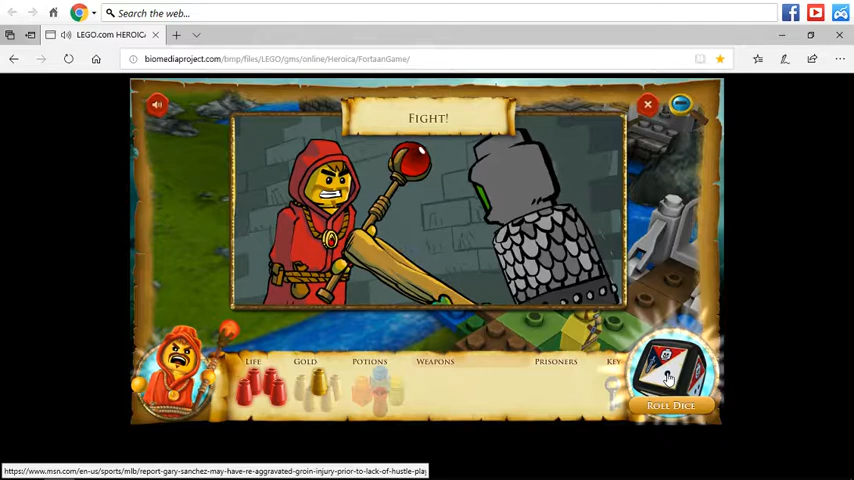 Search the web...
LEGO.com HEROICA
biomediaproject.com/bmp/files/LEGO/gms/online/Heroica/FortaanGame/
FIGHT!
LIFE GOLD POTIONS WEAPONS PRISONERS KEY
ROLL DICE
https://www.msn.com/en-us/sports/mlb/report-gary-sanchez-may-have-re-aggravated-groin-injury-prior-to-lack-of-hustle-play